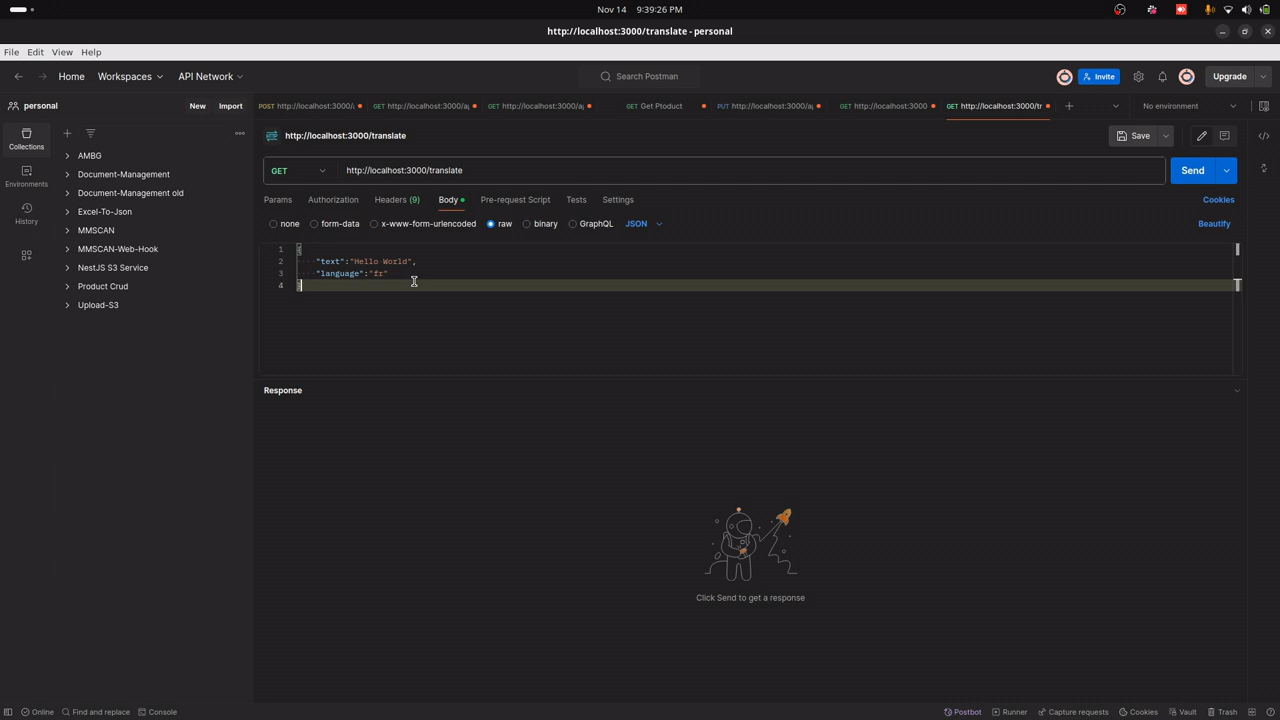 Nov 14 9:39:26 PM
http://localhost:3000/translate - personal
File Edit View Help
Home Workspaces API Network Search Postman Invite Upgrade
personal New Import
POST http://localhost:3000/ GET http://localhost:3000/a GET http://localhost:3000/a GET Get Ptoduct PUT http://localhost:3000/a GET http://localhost:3000 GET http://localhost:3000/tr No environment
Collections
Environments
History
AMBG
Document-Management
Document-Management old
Excel-To-Json
MMSCAN
MMSCAN-Web-Hook
NestJS S3 Service
Product Crud
Upload-S3
http://localhost:3000/translate Save
GET http://localhost:3000/translate Send
Params Authorization Headers (9) Body Pre-request Script Tests Settings Cookies
none form-data x-www-form-urlencoded raw binary GraphQL JSON Beautify
1 {
2 "text":"Hello World",
3 "language":"fr"
4 }
Response
Click Send to get a response
Online Find and replace Console Postbot Runner Capture requests Cookies Vault Trash